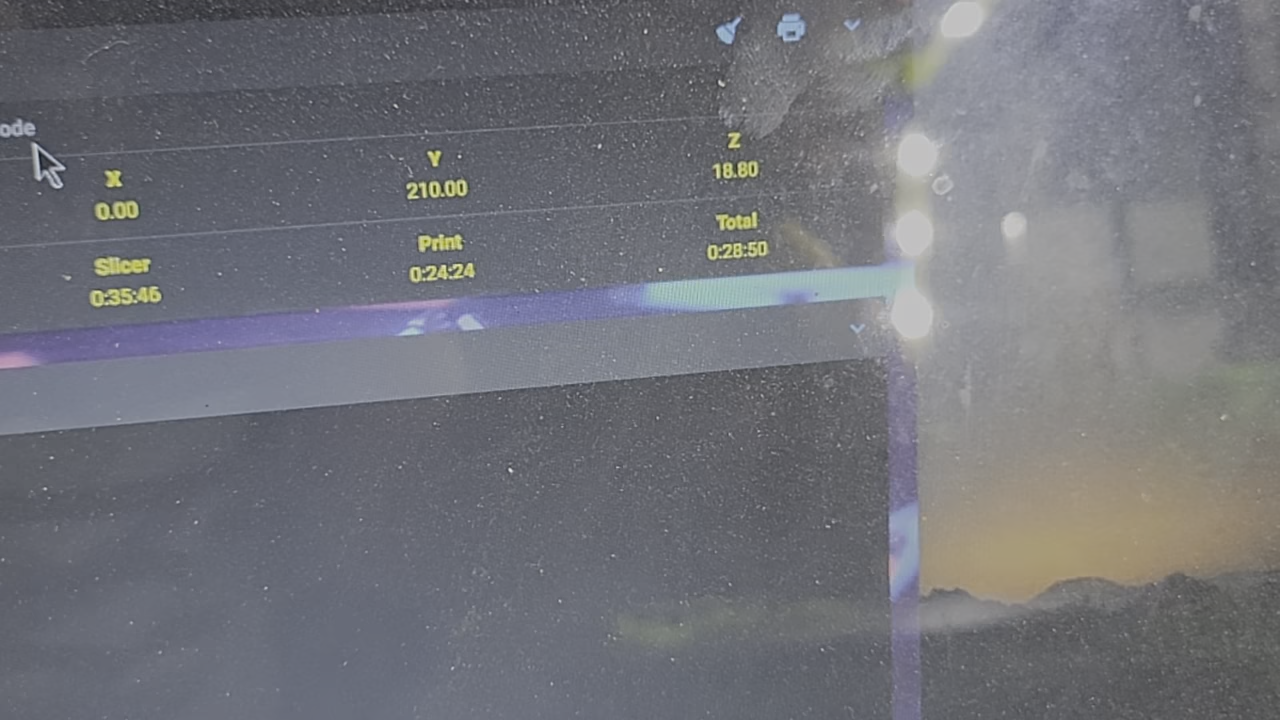 ode
X Y Z
0.00 210.00 18.80
Slicer Print Total
0:35:46 0:24:24 0:28:50